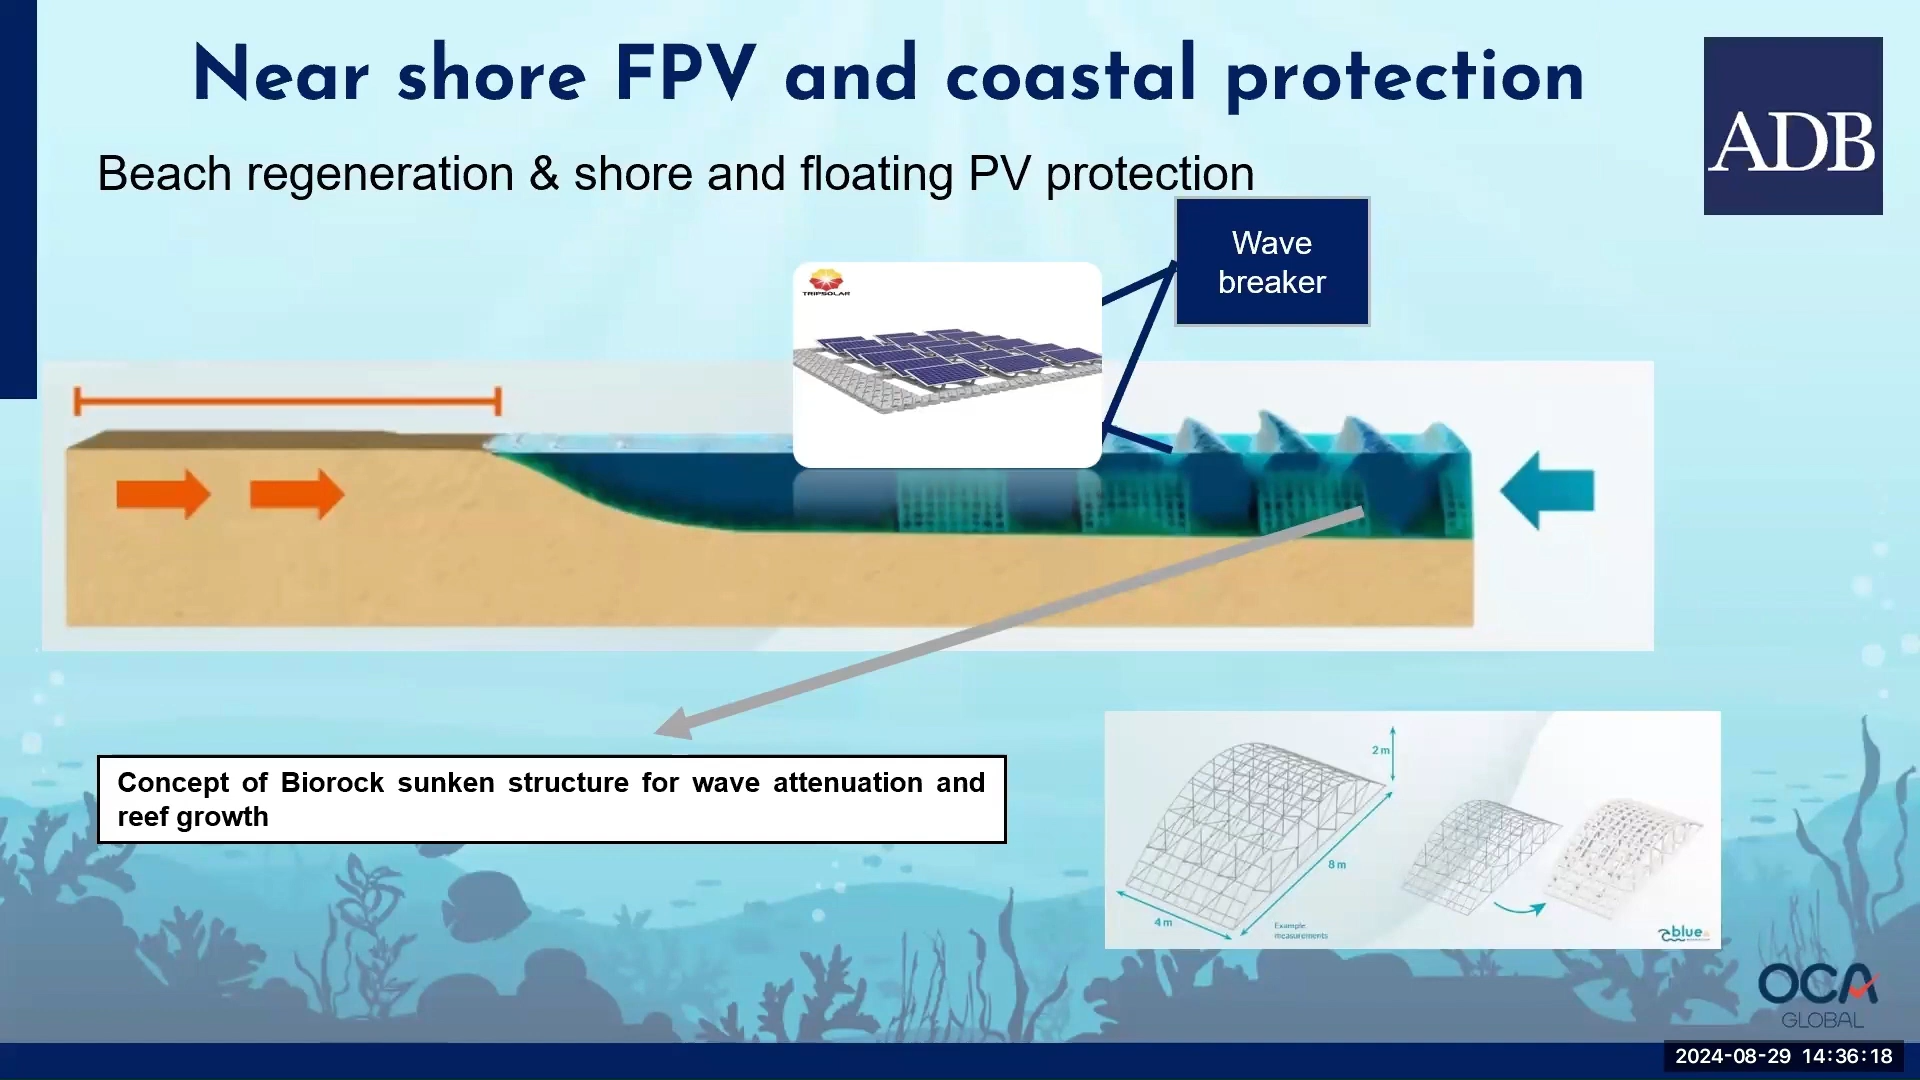 Near shore FPV and coastal protection
ADB
Beach regeneration & shore and floating PV protection
Wave
breaker
TRIPSOLAR
Concept of Biorock sunken structure for wave attenuation and
reef growth
2 m
8 m
4 m
Example
measurements
blue
OCA
GLOBAL
2024-08-29 14:36:18